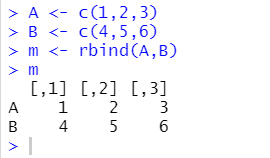 > A <- c(1,2,3)
> B <- c(4,5,6)
> m <- rbind(A,B)
> m
  [,1] [,2] [,3]
A    1    2    3
B    4    5    6
>